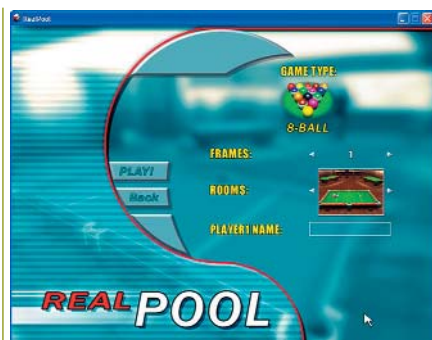 RealPool
GAME TYPE:
8-BALL
FRAMES:
1
PLAY!
Back
ROOMS:
PLAYER1 NAME:
REAL POOL